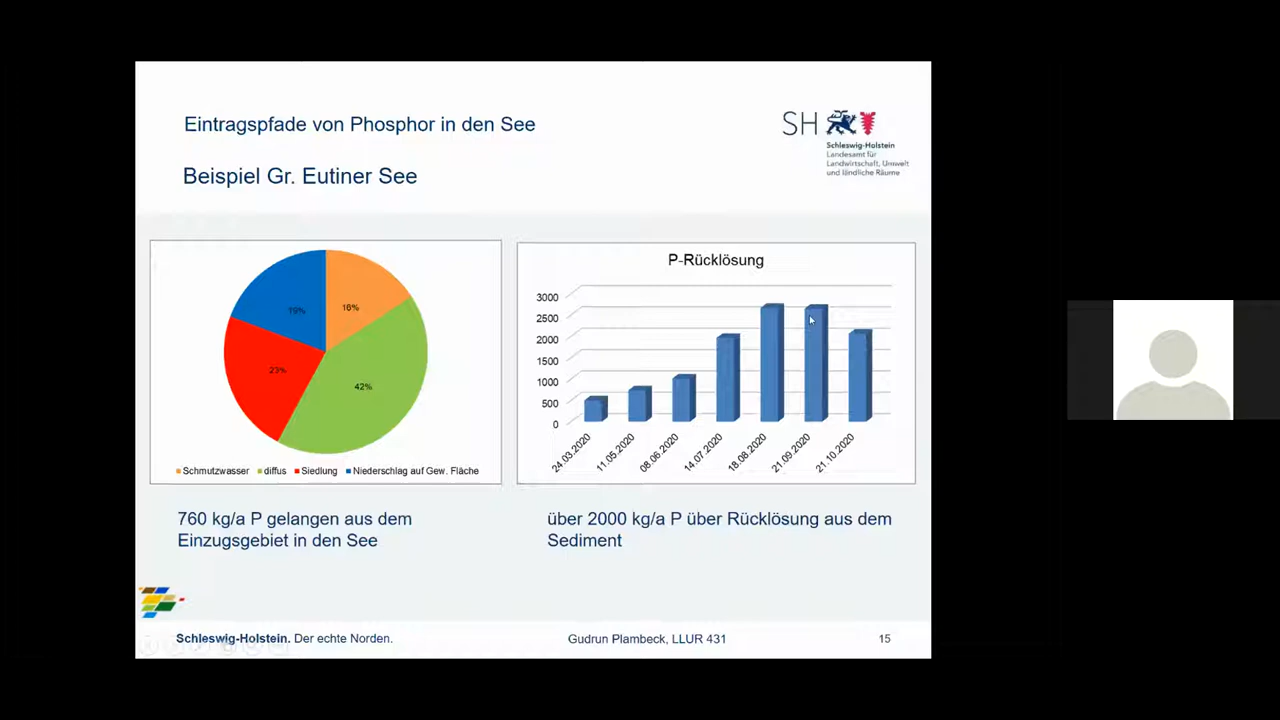 Eintragspfade von Phosphor in den See
Beispiel Gr. Eutiner See
SH
Schleswig-Holstein
Landesamt für
Landwirtschaft, Umwelt
und ländliche Räume
19%
16%
23%
42%
Schmutzwasser diffus Siedlung Niederschlag auf Gew. Fläche
P-Rücklösung
3000
2500
2000
1500
1000
500
0
24.03.2020 11.05.2020 08.06.2020 14.07.2020 18.08.2020 21.09.2020 21.10.2020
760 kg/a P gelangen aus dem
Einzugsgebiet in den See
über 2000 kg/a P über Rücklösung aus dem
Sediment
Schleswig-Holstein. Der echte Norden.
Gudrun Plambeck, LLUR 431
15